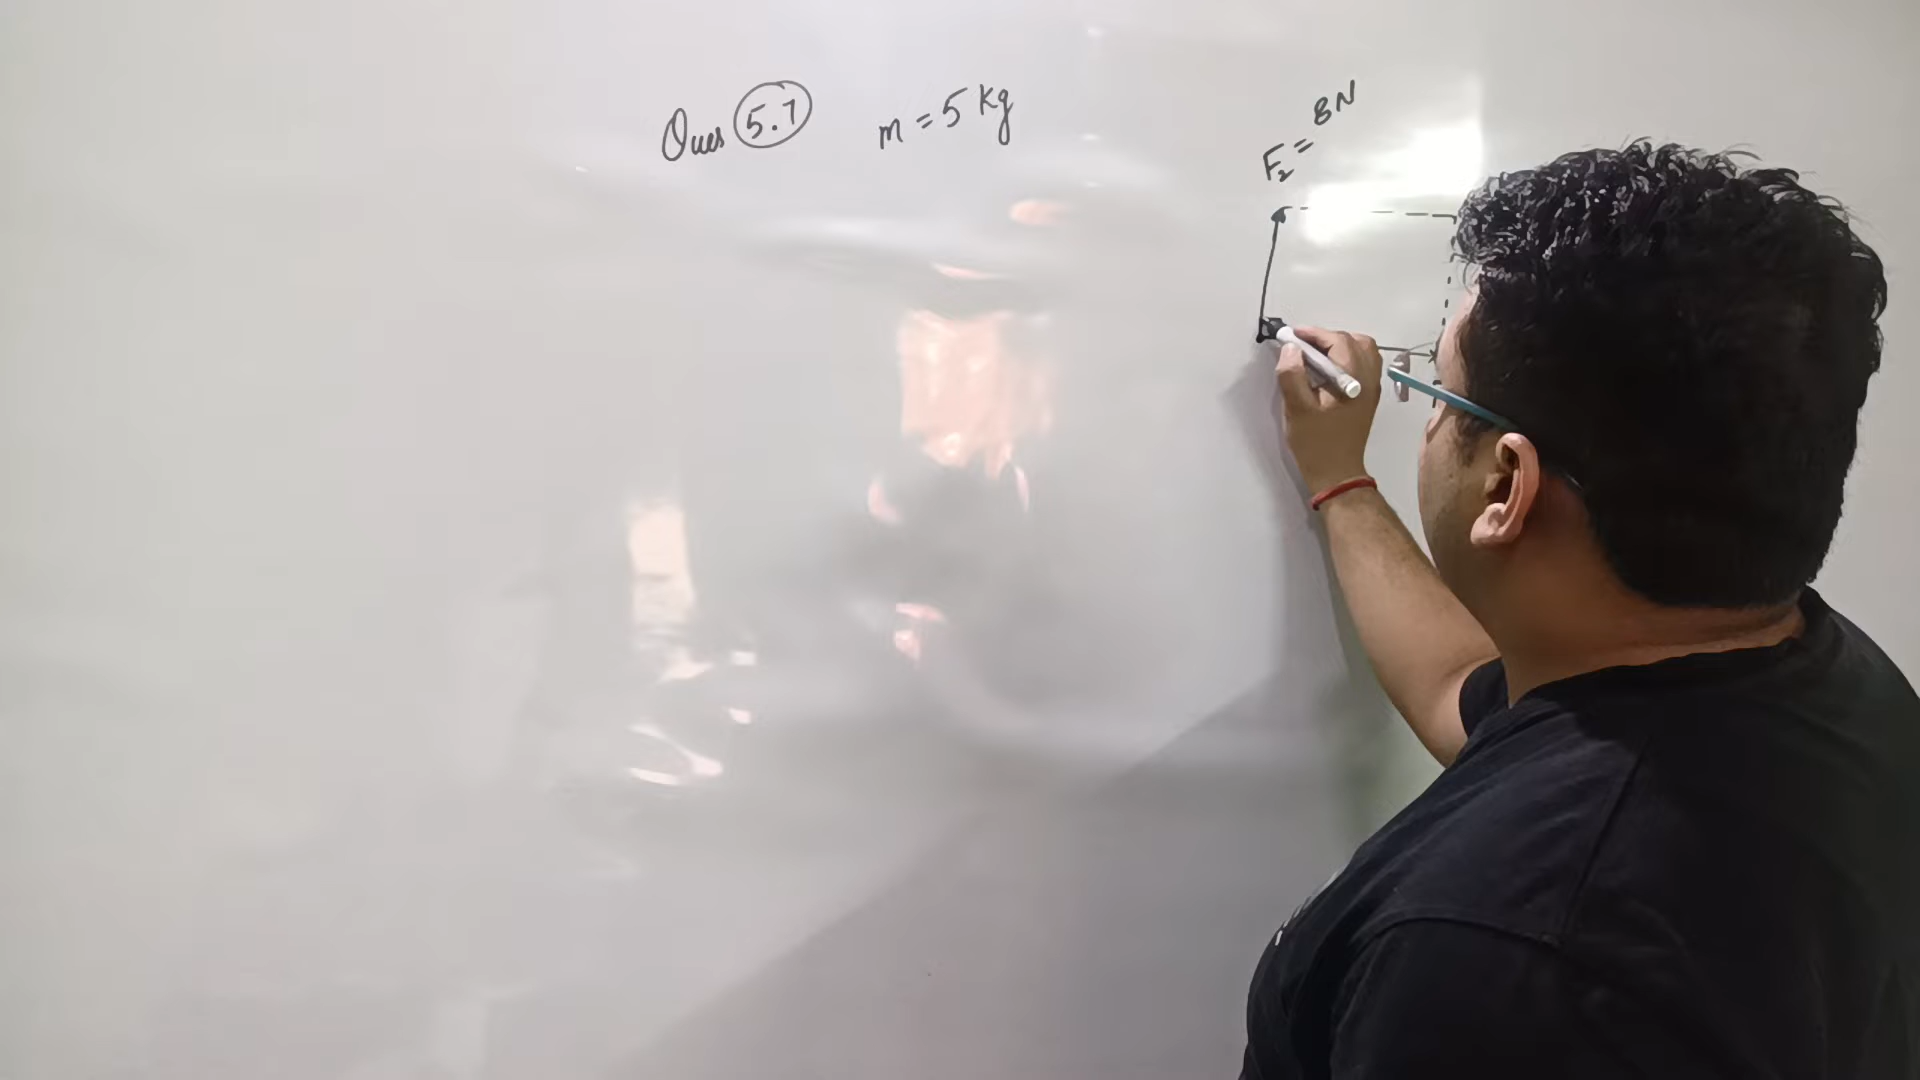 Ques 5.7 m = 5 kg
F₂ = 8N